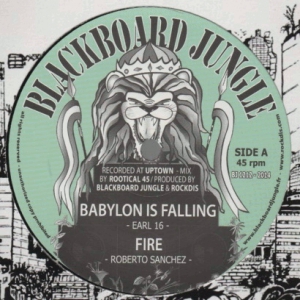 BLACKBOARD JUNGLE
SIDE A
45 rpm
RECORDED AT UPTOWN - MIX
BY ROOTICAL 45 / PRODUCED BY
BLACKBOARD JUNGLE & ROCKDIS
BABYLON IS FALLING
- EARL 16 -
FIRE
- ROBERTO SANCHEZ -